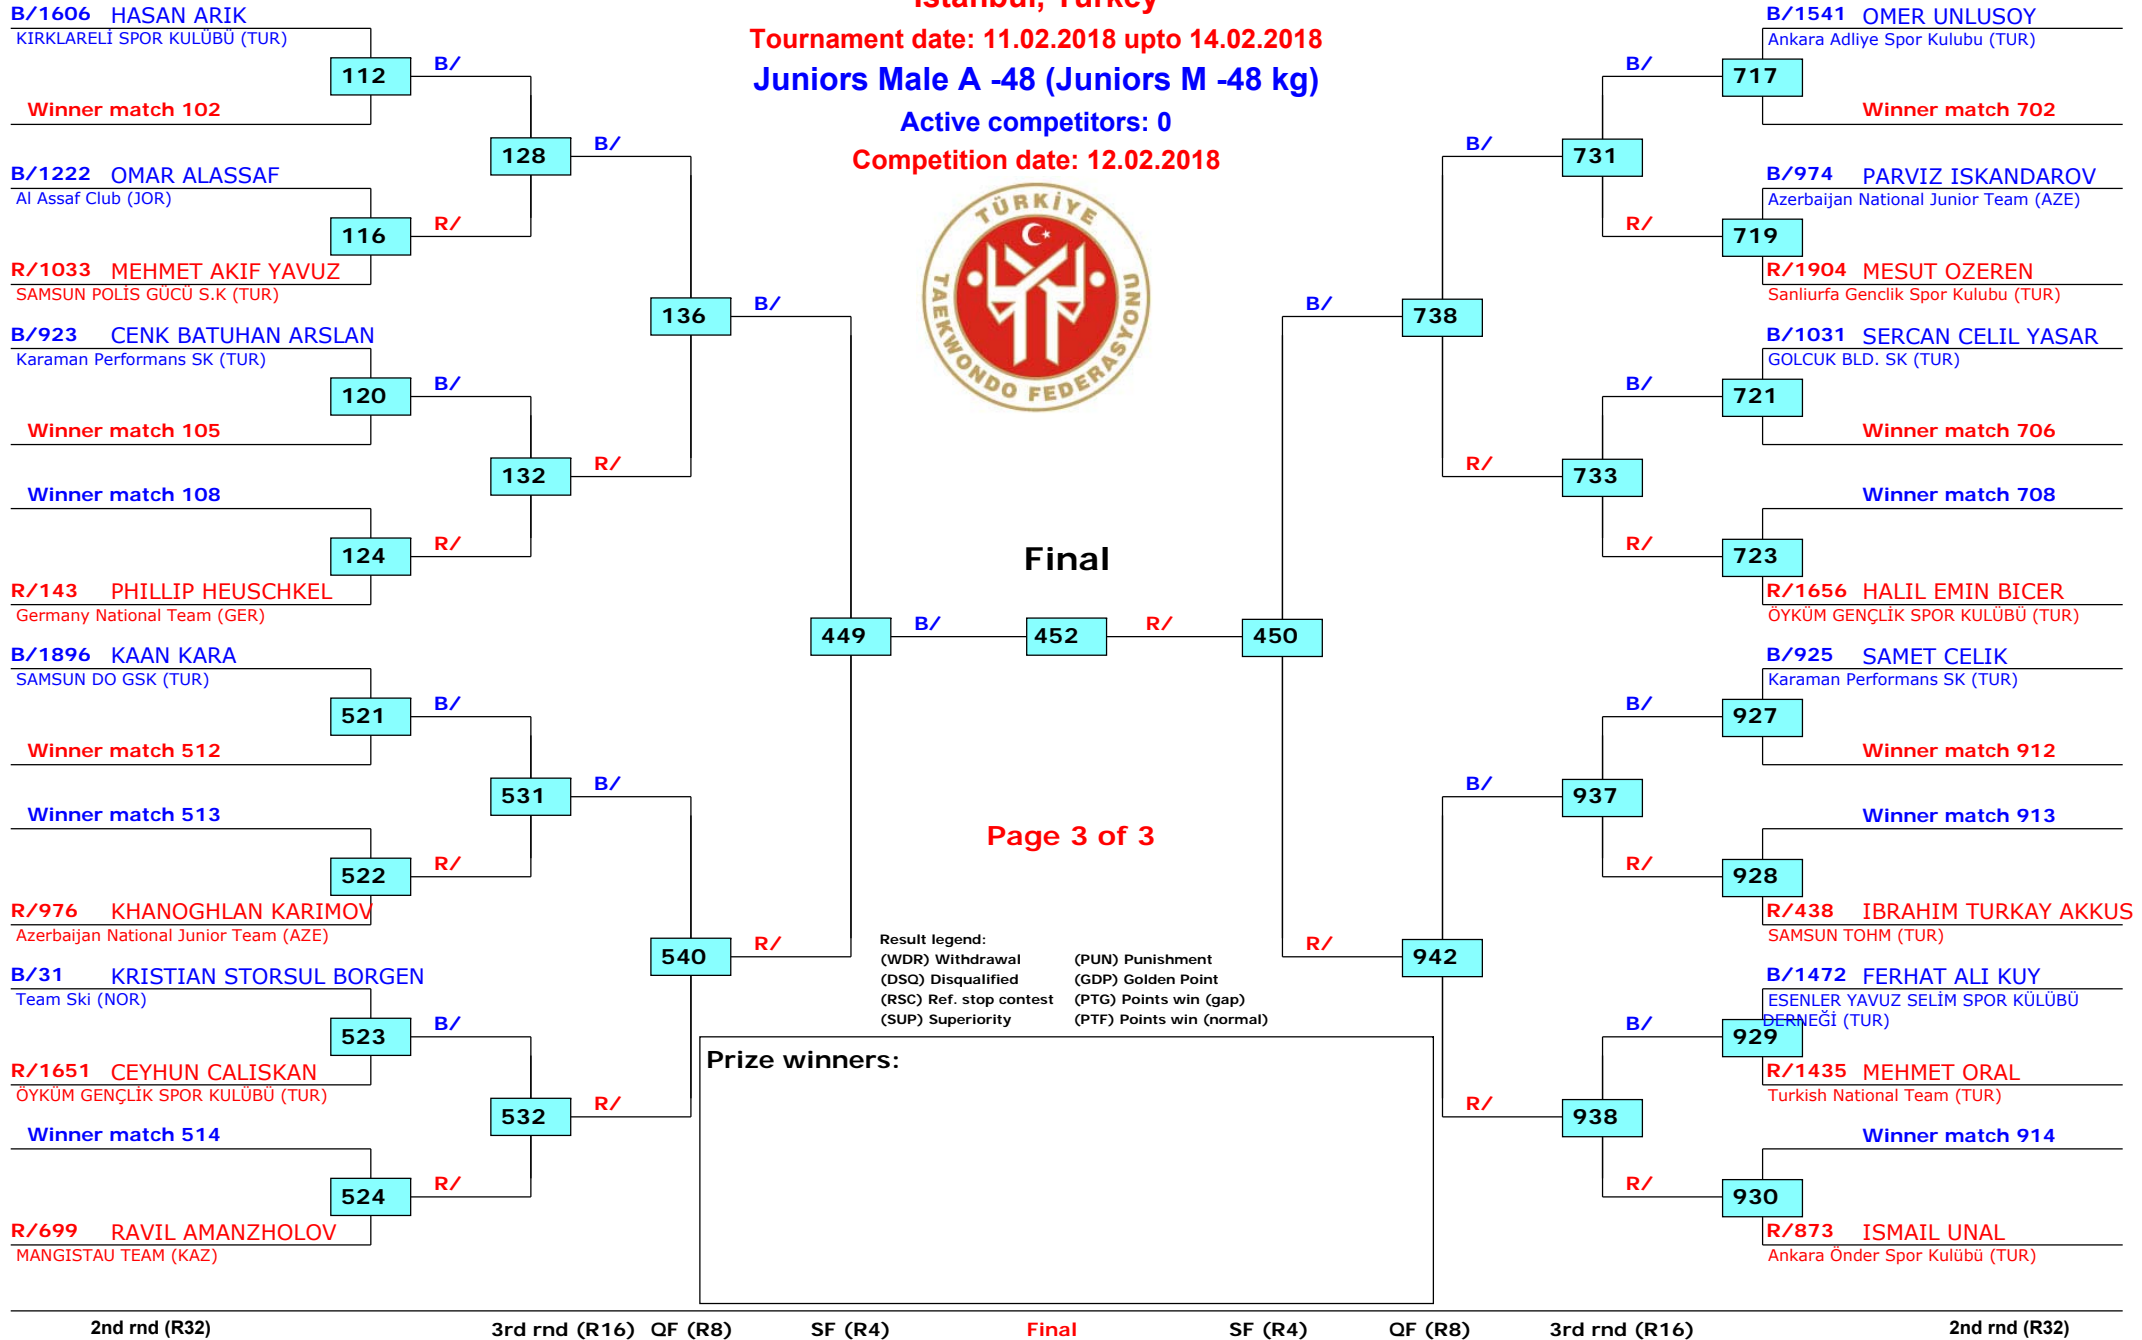 Istanbul, Turkey
Tournament date: 11.02.2018 upto 14.02.2018
Juniors Male A -48 (Juniors M -48 kg)
Active competitors: 0
Competition date: 12.02.2018
TÜRKİYE
TAEKWONDO FEDERASYONU
B/1606 HASAN ARIK
KIRKLARELİ SPOR KULÜBÜ (TUR)
112
B/
Winner match 102
128
B/
B/1222 OMAR ALASSAF
Al Assaf Club (JOR)
116
R/
R/1033 MEHMET AKIF YAVUZ
SAMSUN POLİS GÜCÜ S.K (TUR)
136
B/
B/923 CENK BATUHAN ARSLAN
Karaman Performans SK (TUR)
120
B/
Winner match 105
132
R/
Winner match 108
124
R/
R/143 PHILLIP HEUSCHKEL
Germany National Team (GER)
449
B/
B/1896 KAAN KARA
SAMSUN DO GSK (TUR)
521
B/
Winner match 512
531
B/
Winner match 513
522
R/
R/976 KHANOGHLAN KARIMOV
Azerbaijan National Junior Team (AZE)
540
R/
B/31 KRISTIAN STORSUL BORGEN
Team Ski (NOR)
523
B/
R/1651 CEYHUN CALISKAN
ÖYKÜM GENÇLİK SPOR KULÜBÜ (TUR)
532
R/
Winner match 514
524
R/
R/699 RAVIL AMANZHOLOV
MANGISTAU TEAM (KAZ)
Final
452
R/
450
Page 3 of 3
Result legend:
(WDR) Withdrawal (PUN) Punishment
(DSQ) Disqualified (GDP) Golden Point
(RSC) Ref. stop contest (PTG) Points win (gap)
(SUP) Superiority (PTF) Points win (normal)
Prize winners:
B/1541 OMER UNLUSOY
Ankara Adliye Spor Kulubu (TUR)
B/
717
Winner match 702
B/
731
B/974 PARVIZ ISKANDAROV
Azerbaijan National Junior Team (AZE)
R/
719
R/1904 MESUT OZEREN
Sanliurfa Genclik Spor Kulubu (TUR)
B/
738
B/1031 SERCAN CELIL YASAR
GOLCUK BLD. SK (TUR)
B/
721
Winner match 706
R/
733
Winner match 708
R/
723
R/1656 HALIL EMIN BICER
ÖYKÜM GENÇLİK SPOR KULÜBÜ (TUR)
B/925 SAMET CELIK
Karaman Performans SK (TUR)
B/
927
Winner match 912
B/
937
Winner match 913
R/
928
R/438 IBRAHIM TURKAY AKKUS
SAMSUN TOHM (TUR)
R/
942
B/1472 FERHAT ALI KUY
ESENLER YAVUZ SELİM SPOR KÜLÜBÜ
DERNEĞİ (TUR)
B/
929
R/1435 MEHMET ORAL
Turkish National Team (TUR)
R/
938
Winner match 914
R/
930
R/873 ISMAIL UNAL
Ankara Önder Spor Kulübü (TUR)
2nd rnd (R32) 3rd rnd (R16) QF (R8) SF (R4) Final SF (R4) QF (R8) 3rd rnd (R16) 2nd rnd (R32)